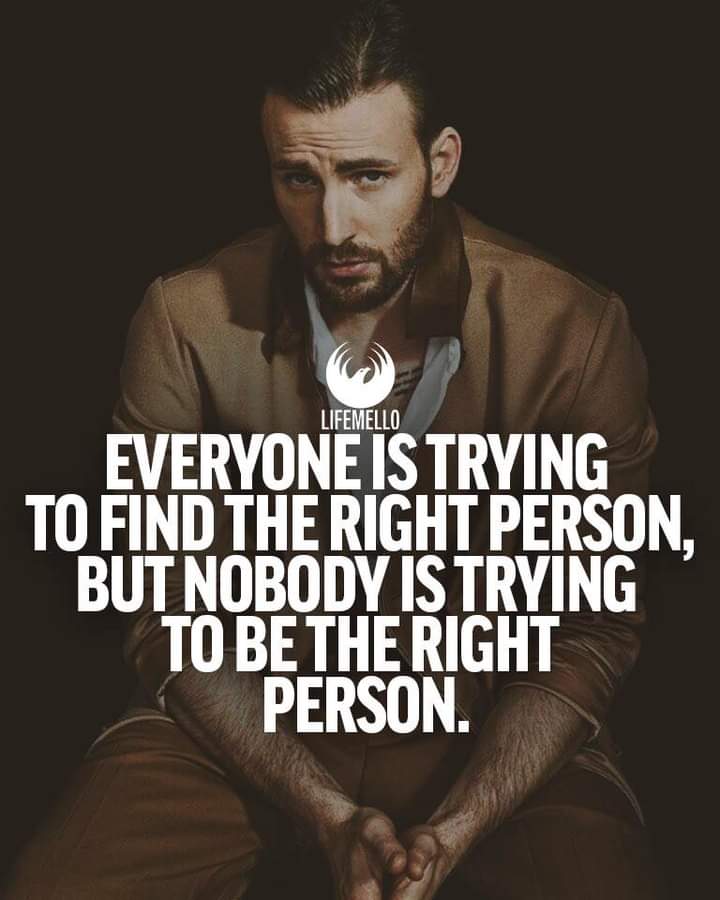 LIFEMELLO
EVERYONE IS TRYING
TO FIND THE RIGHT PERSON,
BUT NOBODY IS TRYING
TO BE THE RIGHT
PERSON.